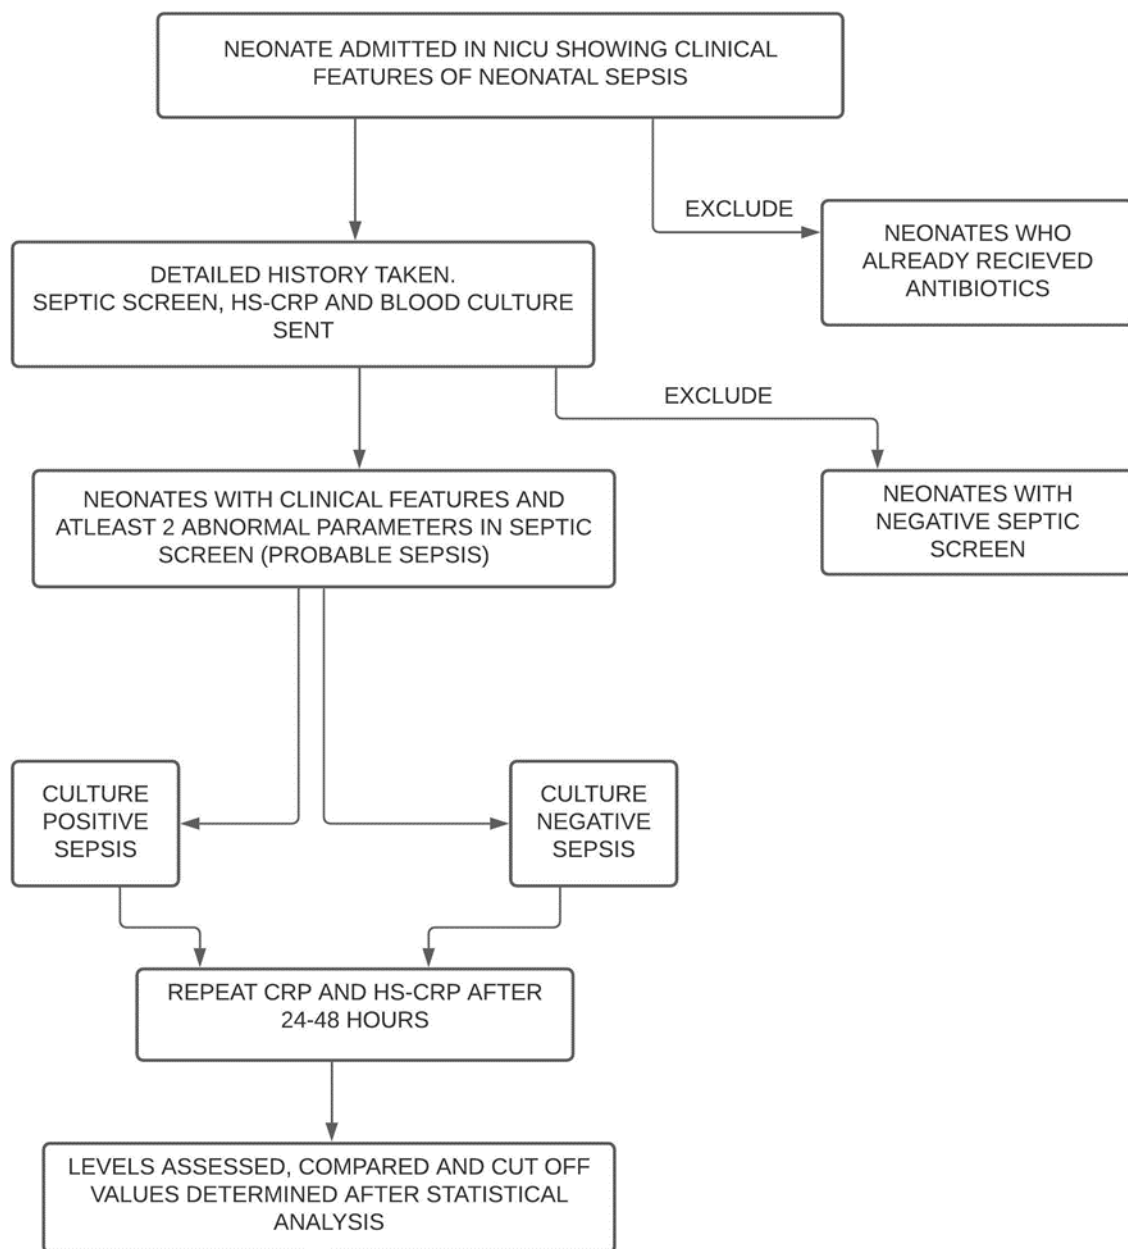 NEONATE ADMITTED IN NICU SHOWING CLINICAL
FEATURES OF NEONATAL SEPSIS
EXCLUDE
NEONATES WHO
ALREADY RECIEVED
ANTIBIOTICS
DETAILED HISTORY TAKEN.
SEPTIC SCREEN, HS-CRP AND BLOOD CULTURE
SENT
EXCLUDE
NEONATES WITH
NEGATIVE SEPTIC
SCREEN
NEONATES WITH CLINICAL FEATURES AND
ATLEAST 2 ABNORMAL PARAMETERS IN SEPTIC
SCREEN (PROBABLE SEPSIS)
CULTURE
POSITIVE
SEPSIS
CULTURE
NEGATIVE
SEPSIS
REPEAT CRP AND HS-CRP AFTER
24-48 HOURS
LEVELS ASSESSED, COMPARED AND CUT OFF
VALUES DETERMINED AFTER STATISTICAL
ANALYSIS